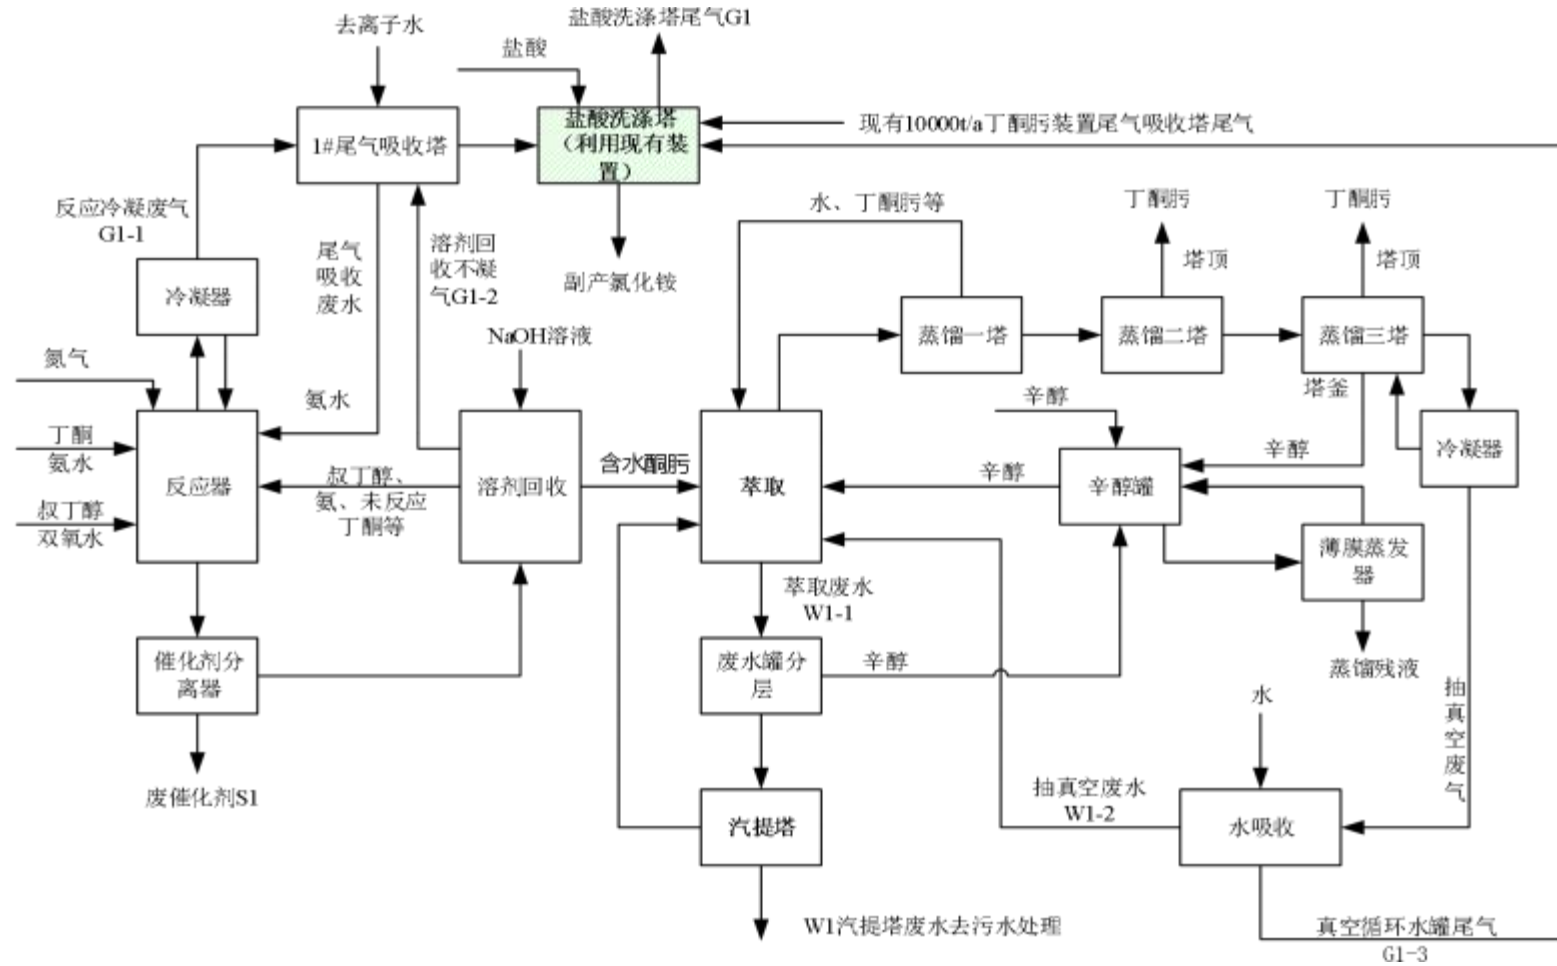 盐酸洗涤塔尾气G1
去离子水
盐酸
1#尾气吸收塔
盐酸洗涤塔
（利用现有装
置）
现有10000t/a丁酮肟装置尾气吸收塔尾气
反应冷凝废气
G1-1
尾气
吸收
废水
溶剂回
收不凝
气G1-2
副产氯化铵
水、丁酮肟等
丁酮肟
塔顶
丁酮肟
塔顶
冷凝器
NaOH溶液
蒸馏一塔
蒸馏二塔
蒸馏三塔
塔釜
氮气
氨水
辛醇
丁酮
氨水
反应器
叔丁醇、
氨、未反应
丁酮等
溶剂回收
含水酮肟
萃取
辛醇
辛醇罐
辛醇
冷凝器
叔丁醇
双氧水
薄膜蒸发
器
萃取废水
W1-1
催化剂分
离器
废水罐分
层
辛醇
蒸馏残液
水
抽
真
空
废
气
废催化剂S1
汽提塔
抽真空废水
W1-2
水吸收
W1汽提塔废水去污水处理
真空循环水罐尾气
G1-3